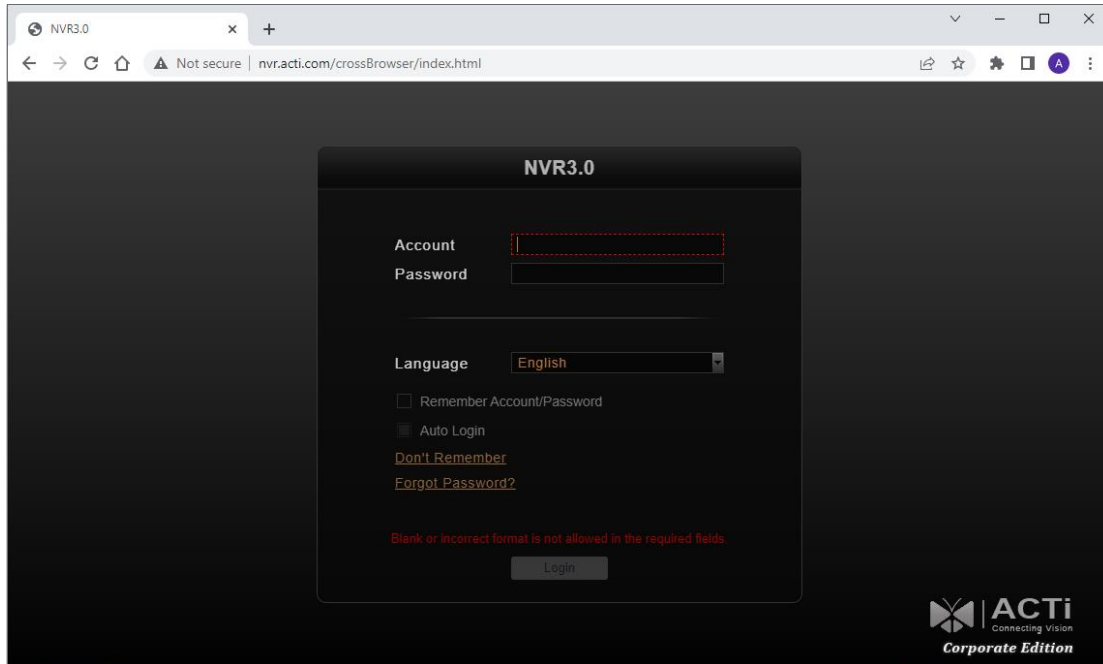 NVR3.0
Not secure | nvr.acti.com/crossBrowser/index.html
A
NVR3.0
Account
Password
Language English
Remember Account/Password
Auto Login
Don't Remember
Forgot Password?
Blank or incorrect format is not allowed in the required fields.
Login
ACTi
Connecting Vision
Corporate Edition